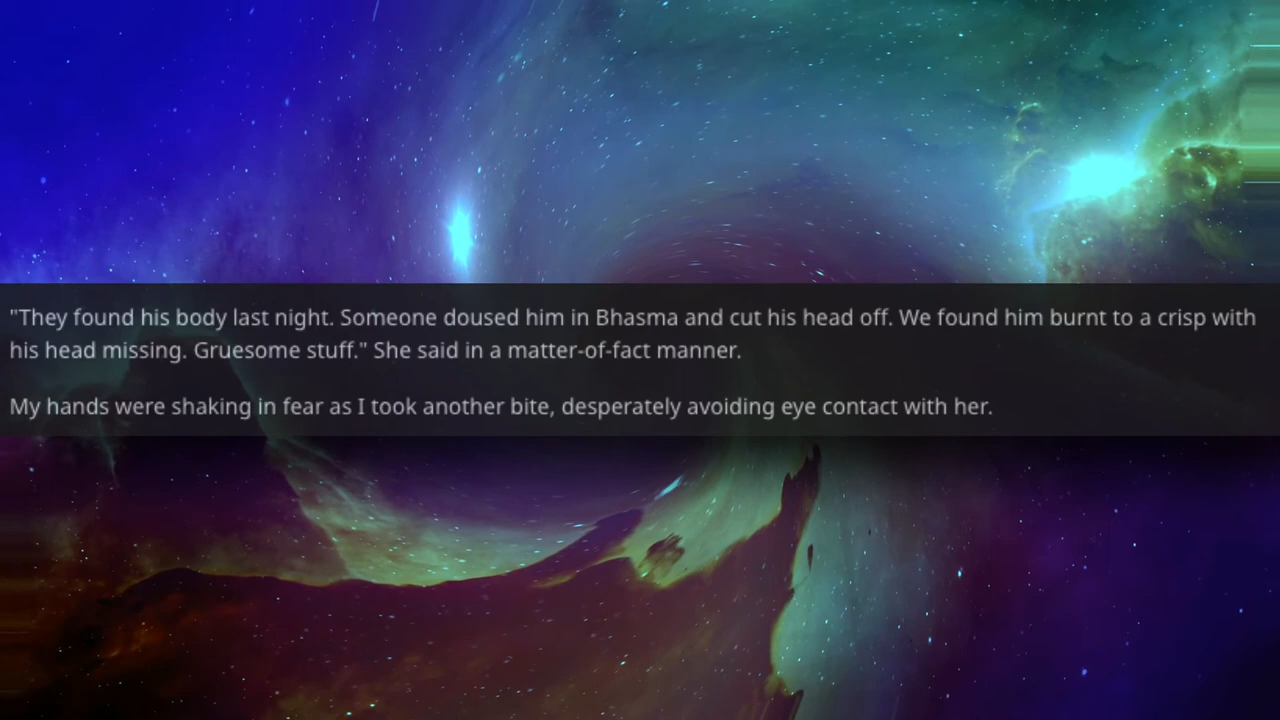 "They found his body last night. Someone doused him in Bhasma and cut his head off. We found him burnt to a crisp with
his head missing. Gruesome stuff." She said in a matter-of-fact manner.
My hands were shaking in fear as I took another bite, desperately avoiding eye contact with her.